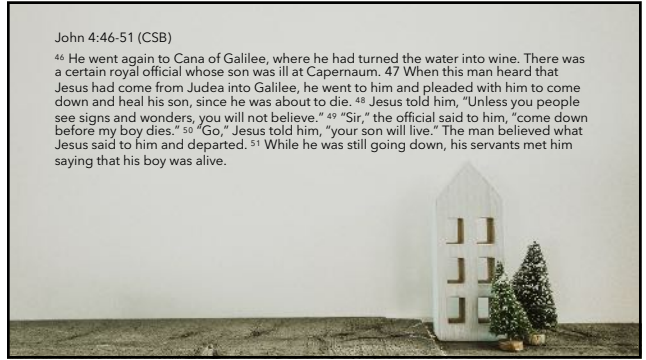 John 4:46-51 (CSB)
46 He went again to Cana of Galilee, where he had turned the water into wine. There was
a certain royal official whose son was ill at Capernaum. 47 When this man heard that
Jesus had come from Judea into Galilee, he went to him and pleaded with him to come
down and heal his son, since he was about to die. 48 Jesus told him, “Unless you people
see signs and wonders, you will not believe.” 49 “Sir,” the official said to him, “come down
before my boy dies.” 50 “Go,” Jesus told him, “your son will live.” The man believed what
Jesus said to him and departed. 51 While he was still going down, his servants met him
saying that his boy was alive.